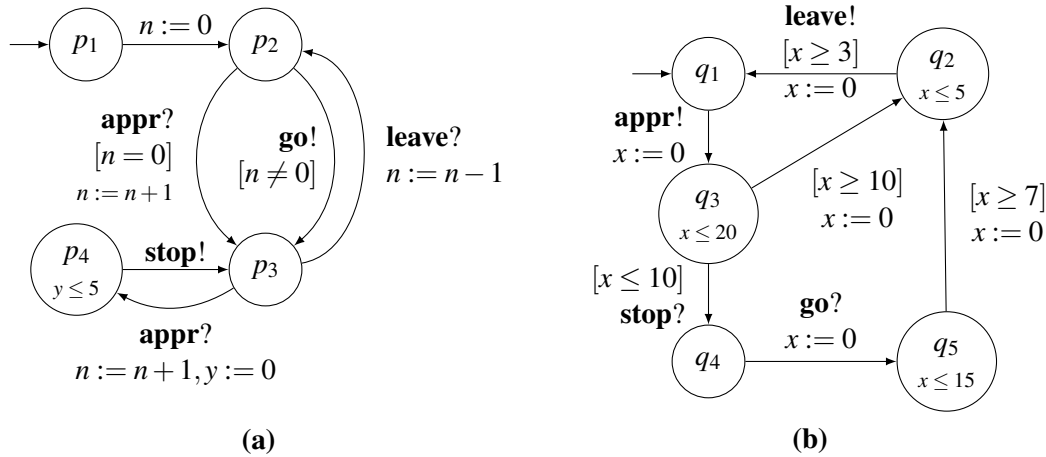 p1
n := 0
p2
appr?
[n = 0]
n := n+1
go!
[n ≠ 0]
leave?
n := n−1
p4
y ≤ 5
stop!
p3
appr?
n := n+1, y := 0
(a)
leave!
[x ≥ 3]
x := 0
q1
q2
x ≤ 5
appr!
x := 0
q3
x ≤ 20
[x ≥ 10]
x := 0
[x ≥ 7]
x := 0
[x ≤ 10]
stop?
go?
x := 0
q4
q5
x ≤ 15
(b)